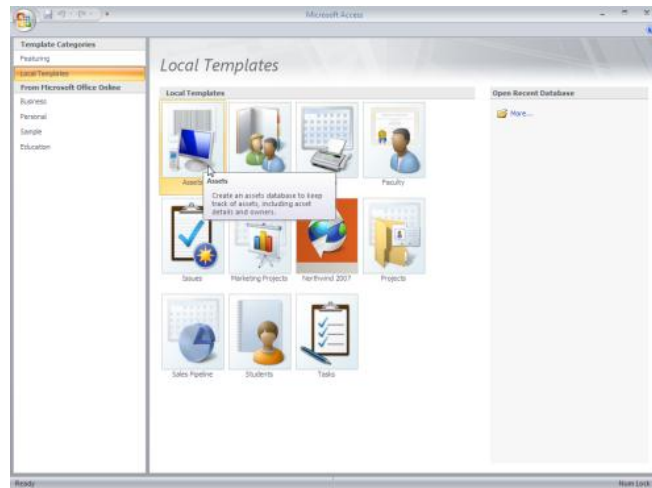 Microsoft Access
Template Categories
Featuring
Local Templates
From Microsoft Office Online
Business
Personal
Sample
Education
Local Templates
Local Templates
Assets
Faculty
Assets
Create an assets database to keep
track of assets, including asset
details and owners.
Issues
Marketing Projects
Northwind 2007
Projects
Sales Pipeline
Students
Tasks
Open Recent Database
More...
Ready
Num Lock